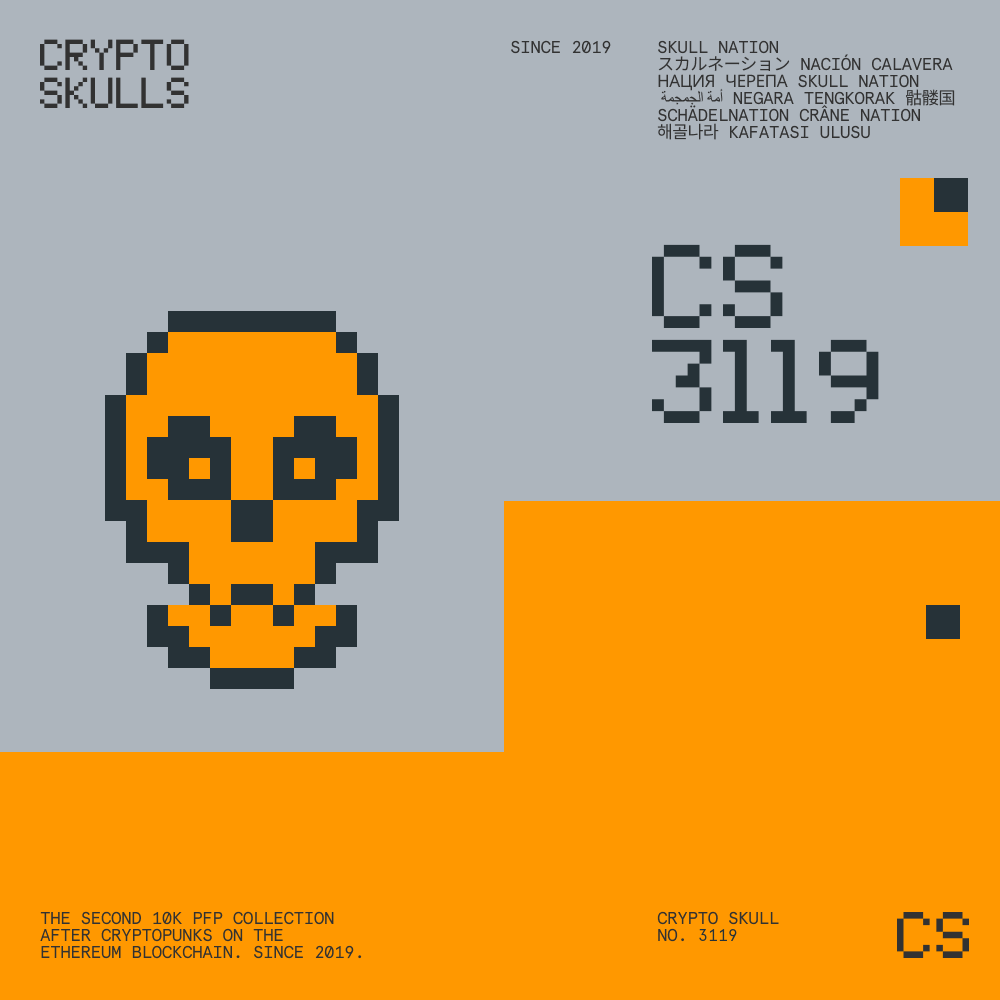 CRYPTO
SKULLS
SINCE 2019
SKULL NATION
スカルネーション NACIÓN CALAVERA
НАЦИЯ ЧЕРЕПА SKULL NATION
أمة الجمجمة NEGARA TENGKORAK 骷髅国
SCHÄDELNATION CRÂNE NATION
해골나라 KAFATASI ULUSU
CS
3119
THE SECOND 10K PFP COLLECTION
AFTER CRYPTOPUNKS ON THE
ETHEREUM BLOCKCHAIN. SINCE 2019.
CRYPTO SKULL
NO. 3119
CS